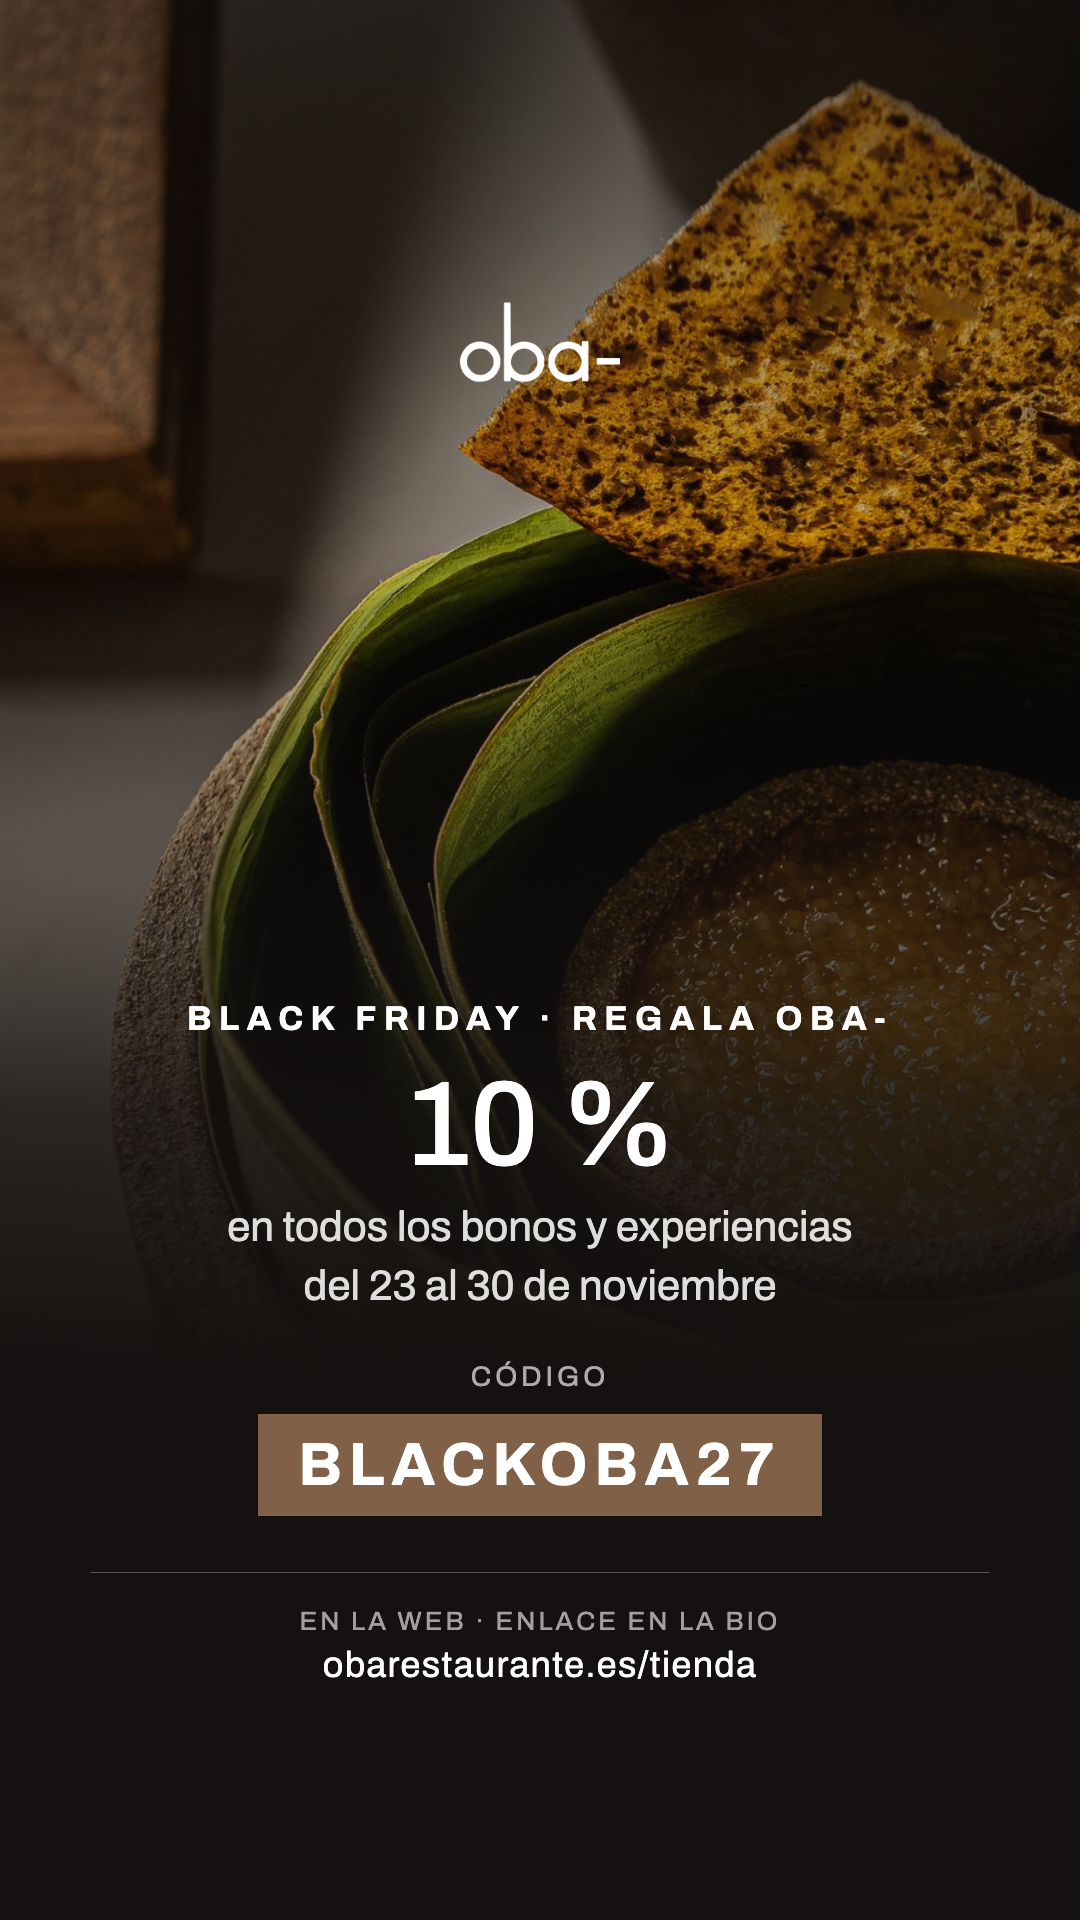 oba-
BLACK FRIDAY · REGALA OBA-
10 %
en todos los bonos y experiencias
del 23 al 30 de noviembre
CÓDIGO
BLACKOBA27
EN LA WEB · ENLACE EN LA BIO
obarestaurante.es/tienda